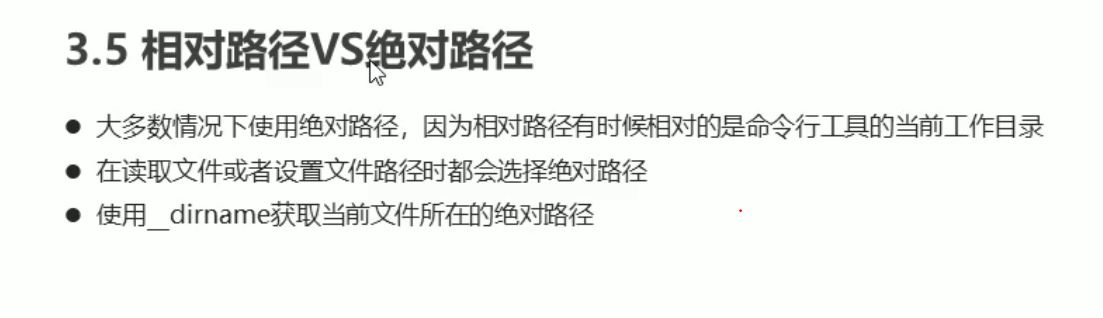 3.5 相对路径VS绝对路径
● 大多数情况下使用绝对路径，因为相对路径有时候相对的是命令行工具的当前工作目录
● 在读取文件或者设置文件路径时都会选择绝对路径
● 使用__dirname获取当前文件所在的绝对路径